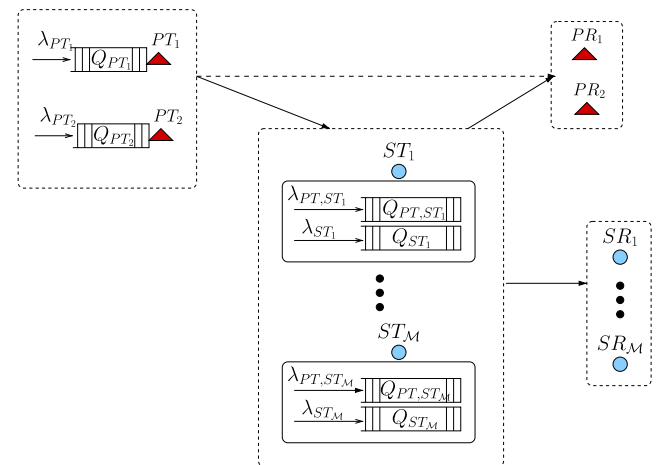 λ_{PT_1} Q_{PT_1} PT_1
λ_{PT_2} Q_{PT_2} PT_2
PR_1
PR_2
ST_1
λ_{PT,ST_1} Q_{PT,ST_1}
λ_{ST_1} Q_{ST_1}
ST_ℳ
λ_{PT,ST_ℳ} Q_{PT,ST_ℳ}
λ_{ST_ℳ} Q_{ST_ℳ}
SR_1
SR_ℳ